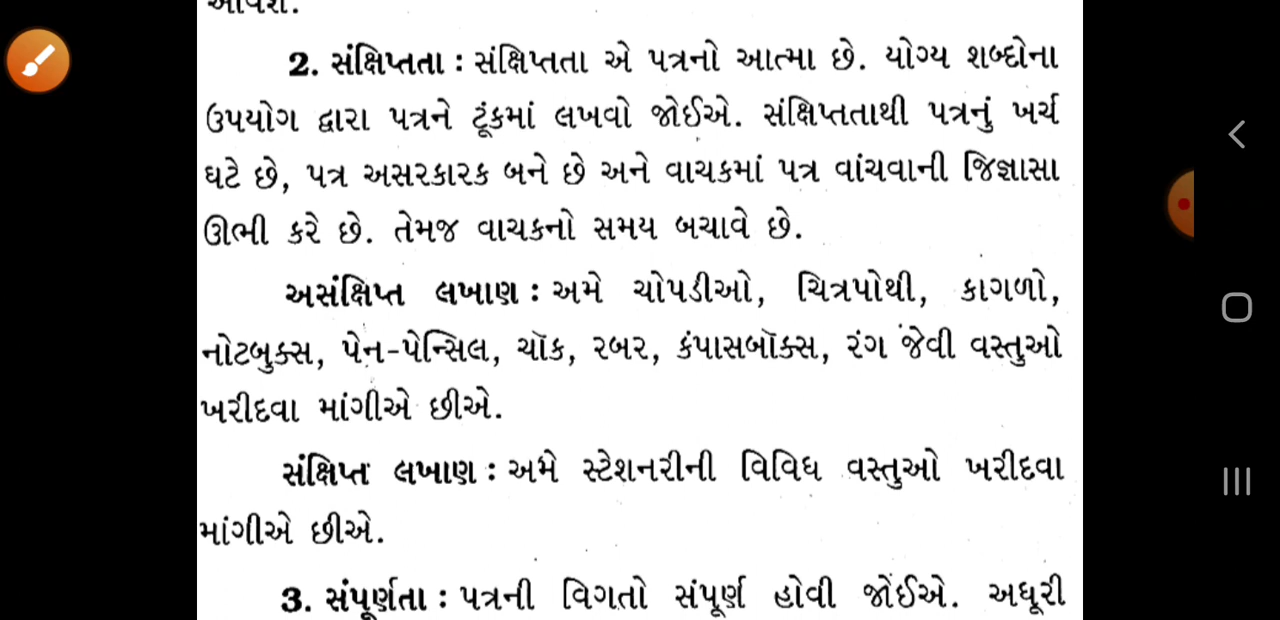 2. સંક્ષિપ્તતા : સંક્ષિપ્તતા એ પત્રનો આત્મા છે. યોગ્ય શબ્દોના
ઉપયોગ દ્વારા પત્રને ટૂંકમાં લખવો જોઈએ. સંક્ષિપ્તતાથી પત્રનું ખર્ચ
ઘટે છે, પત્ર અસરકારક બને છે અને વાચકમાં પત્ર વાંચવાની જિજ્ઞાસા
ઊભી કરે છે. તેમજ વાચકનો સમય બચાવે છે.
અસંક્ષિપ્ત લખાણ : અમે ચોપડીઓ, ચિત્રપોથી, કાગળો,
નોટબુક્સ, પેન-પેન્સિલ, ચૉક, રબર, કંપાસબૉક્સ, રંગ જેવી વસ્તુઓ
ખરીદવા માંગીએ છીએ.
સંક્ષિપ્ત લખાણ : અમે સ્ટેશનરીની વિવિધ વસ્તુઓ ખરીદવા
માંગીએ છીએ.
3. સંપૂર્ણતા : પત્રની વિગતો સંપૂર્ણ હોવી જોઈએ. અધૂરી